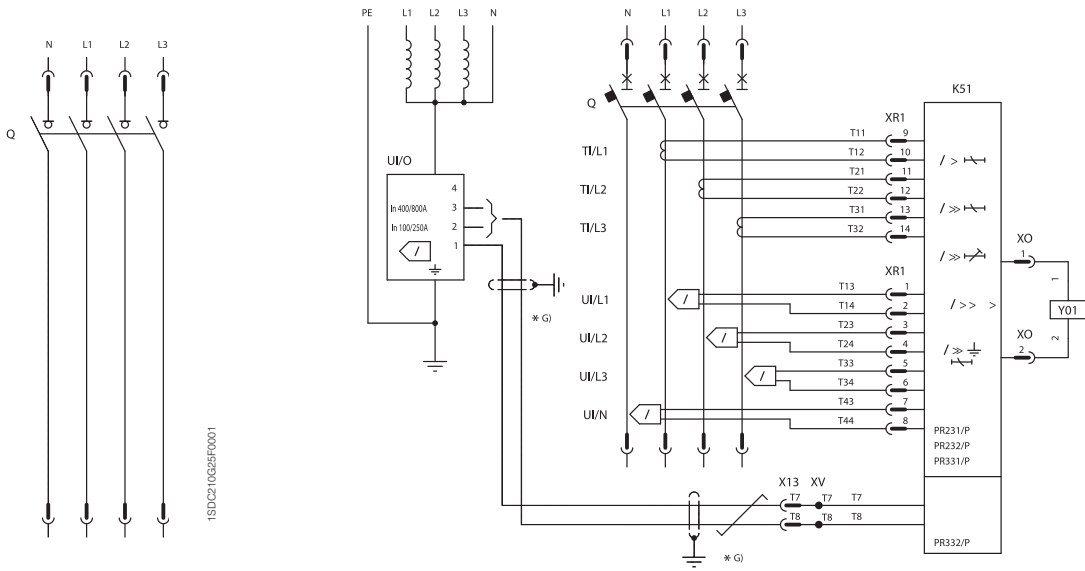 N L1 L2 L3
Q
1SDC210G25F0001
PE L1 L2 L3 N
UI/O
4
In 400/800A 3
In 100/250A 2
1
/
* G)
N L1 L2 L3
Q
K51
XR1
TI/L1 T11 9
T12 10
TI/L2 T21 11
T22 12
TI/L3 T31 13
T32 14
/ >
/ >>
/ >>
/ >> >
/ >>
XO
1
1
Y01
2
XO
2
XR1
UI/L1 / T13 1
T14 2
UI/L2 / T23 3
T24 4
UI/L3 / T33 5
T34 6
UI/N / T43 7
T44 8
PR231/P
PR232/P
PR331/P
X13 XV
T7 T7 T7
T8 T8 T8
* G)
PR332/P